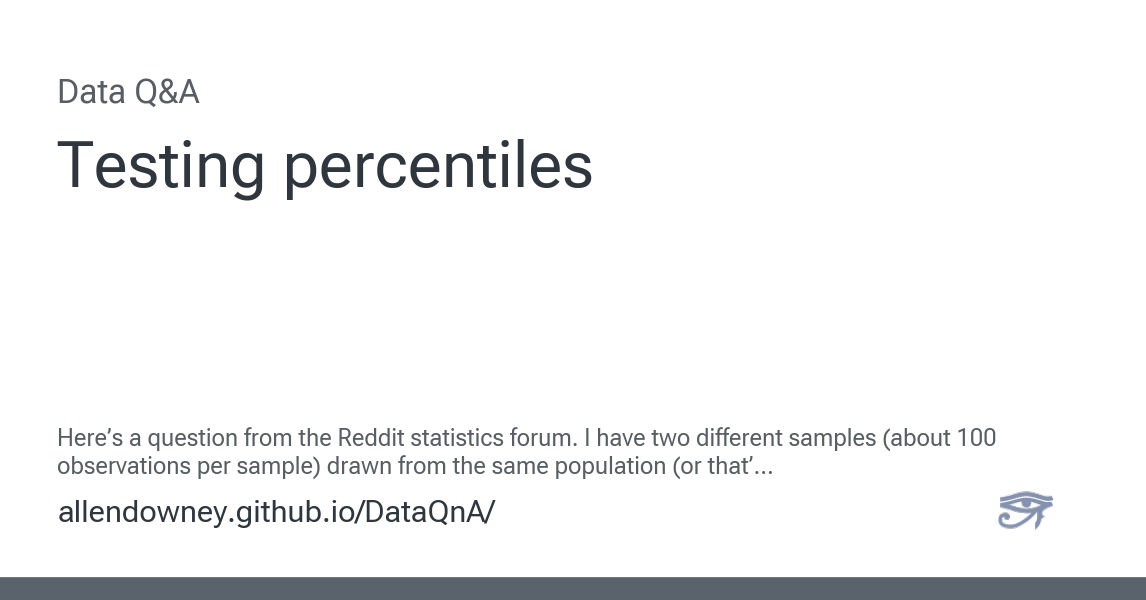 Data Q&A
Testing percentiles
Here’s a question from the Reddit statistics forum. I have two different samples (about 100
observations per sample) drawn from the same population (or that’...
allendowney.github.io/DataQnA/